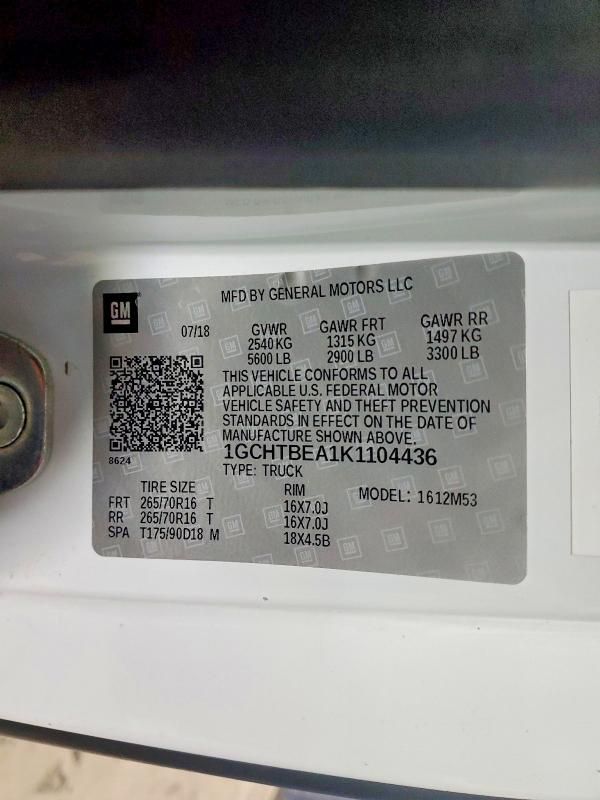 GM
MFD BY GENERAL MOTORS LLC
07/18 GVWR GAWR FRT GAWR RR
2540 KG 1315 KG 1497 KG
5600 LB 2900 LB 3300 LB
THIS VEHICLE CONFORMS TO ALL
APPLICABLE U.S. FEDERAL MOTOR
VEHICLE SAFETY AND THEFT PREVENTION
STANDARDS IN EFFECT ON THE DATE OF
MANUFACTURE SHOWN ABOVE.
8624
1GCHTBEA1K1104436
TYPE: TRUCK
TIRE SIZE RIM MODEL: 1612M53
FRT 265/70R16 T 16X7.0J
RR 265/70R16 T 16X7.0J
SPA T175/90D18 M 18X4.5B